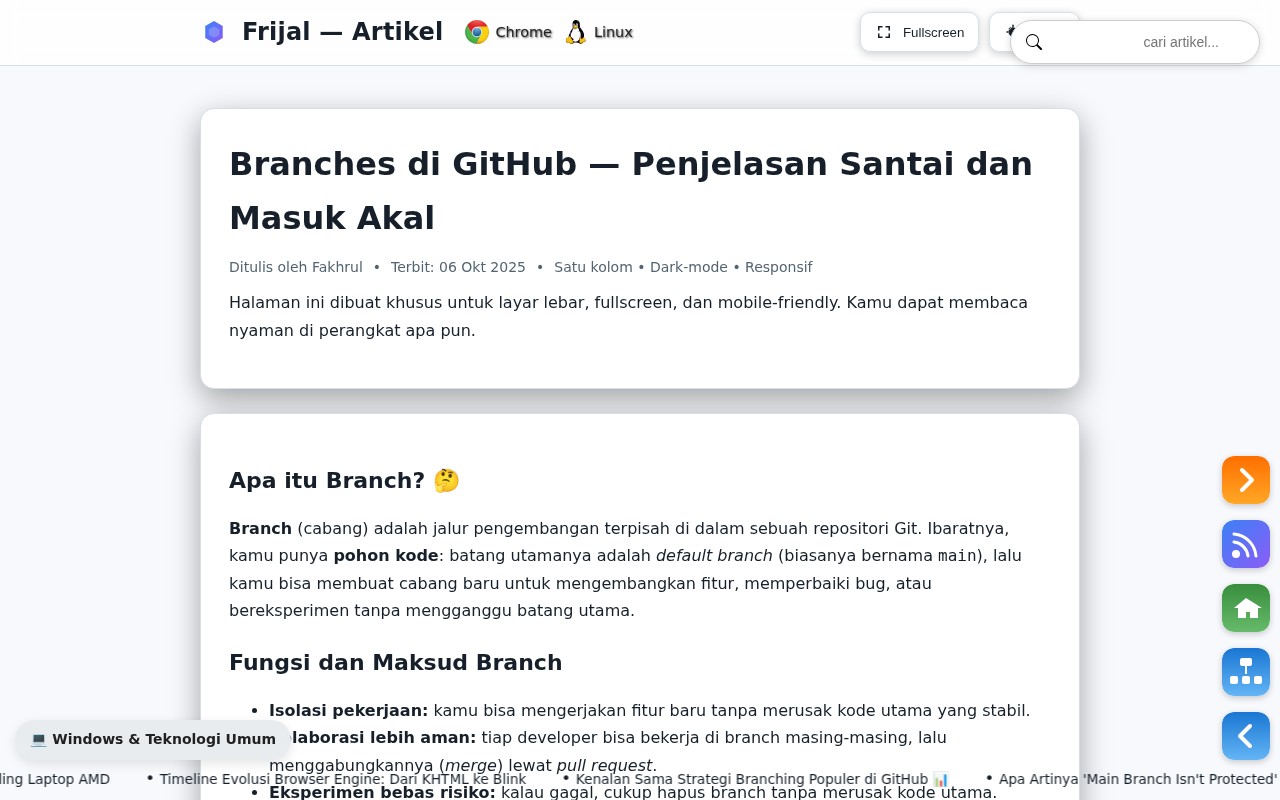 Frijal — Artikel
Chrome
Linux
Fullscreen
cari artikel...
Branches di GitHub — Penjelasan Santai dan
Masuk Akal
Ditulis oleh Fakhrul • Terbit: 06 Okt 2025 • Satu kolom • Dark-mode • Responsif
Halaman ini dibuat khusus untuk layar lebar, fullscreen, dan mobile-friendly. Kamu dapat membaca
nyaman di perangkat apa pun.
Apa itu Branch? 🤔
Branch (cabang) adalah jalur pengembangan terpisah di dalam sebuah repositori Git. Ibaratnya,
kamu punya pohon kode: batang utamanya adalah default branch (biasanya bernama main), lalu
kamu bisa membuat cabang baru untuk mengembangkan fitur, memperbaiki bug, atau
bereksperimen tanpa mengganggu batang utama.
Fungsi dan Maksud Branch
• Isolasi pekerjaan: kamu bisa mengerjakan fitur baru tanpa merusak kode utama yang stabil.
lebih aman: tiap developer bisa bekerja di branch masing-masing, lalu
menggabungkannya (merge) lewat pull request.
• Eksperimen bebas risiko: kalau gagal, cukup hapus branch tanpa merusak kode utama.
💻 Windows & Teknologi Umum
Laptop AMD • Timeline Evolusi Browser Engine: Dari KHTML ke Blink • Kenalan Sama Strategi Branching Populer di GitHub 📊 • Apa Artinya 'Main Branch Isn't Protected'